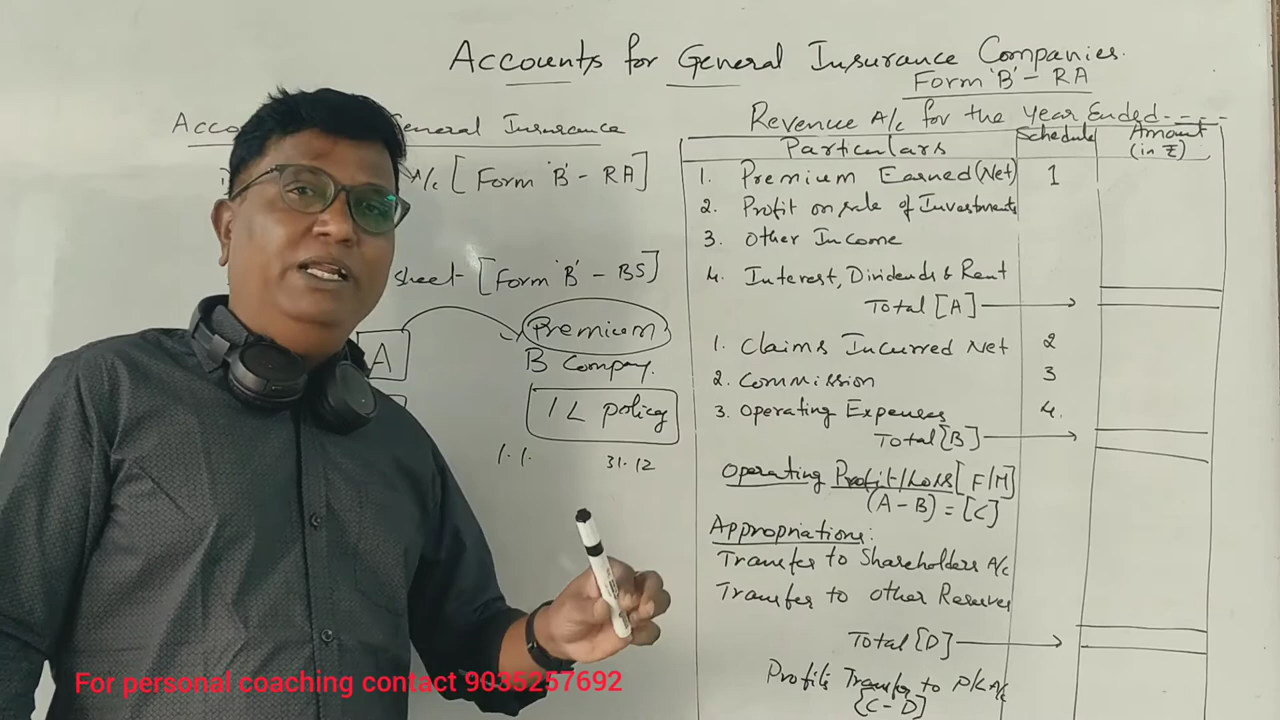 Accounts for General Insurance Companies.
Form 'B' - RA
Acco General Insurance
A/c [Form 'B' - RA]
sheet - [Form 'B' - BS]
A
Premium
B Company.
1 L policy
1.1. 31.12
Revenue A/c for the year Ended-----
Particulars Schedule Amount (in ₹)
1. Premium Earned (Net) 1
2. Profit on sale of Investments
3. Other Income
4. Interest, Dividends & Rent
Total [A]
1. Claims Incurred Net 2
2. Commission 3
3. Operating Expenses 4.
Total [B]
Operating Profit/Loss [F/M]
(A - B) = [C]
Appropriations:
Transfer to Shareholders A/c
Transfer to other Reserves
Total [D]
Profits Transfer to P/L A/c
[C - D]
For personal coaching contact 9035257692